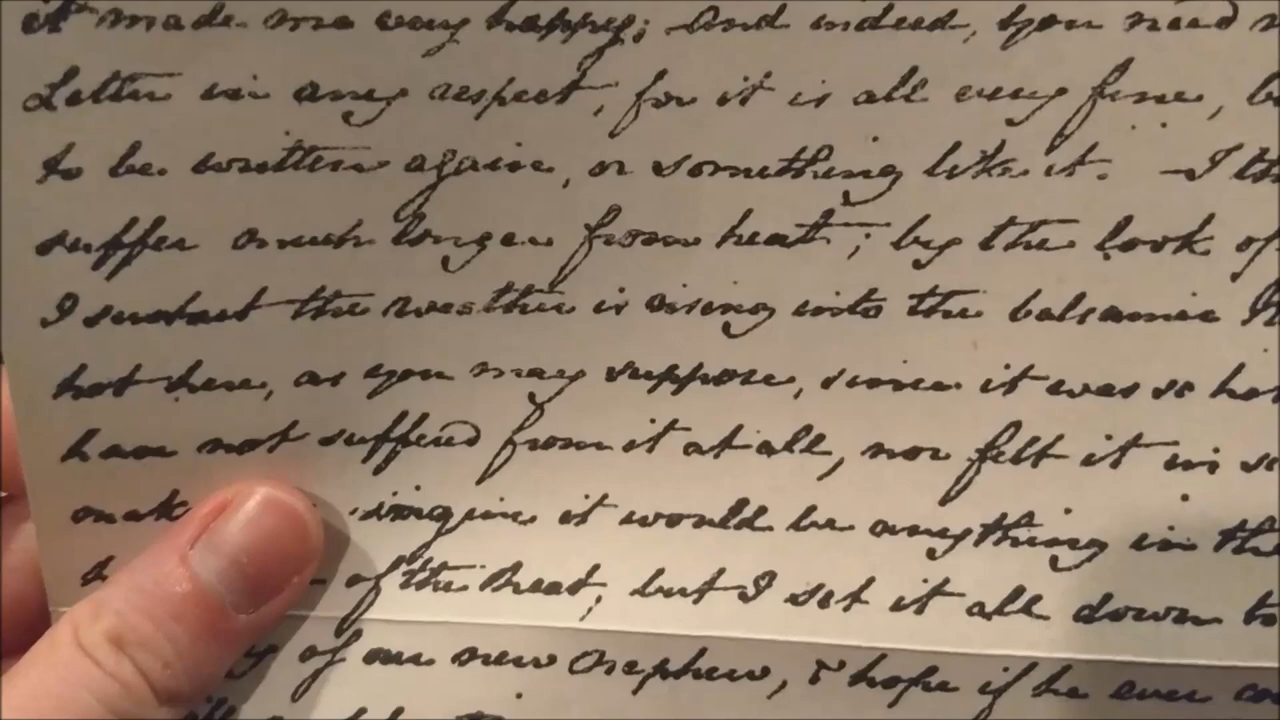 it made me very happy; And indeed, you need
Letter in any respect, for it is all very fine,
to be written again, or something like it. – I
suffer much longer from heat; by the look of
I suspect the weather is rising into the balsamic
hot here, as you may suppose, since it was so
have not suffered from it at all, nor felt it in
imagine it would be anything in the
of the heat, but I set it all down to
of our new Nephew, & hope if he ever